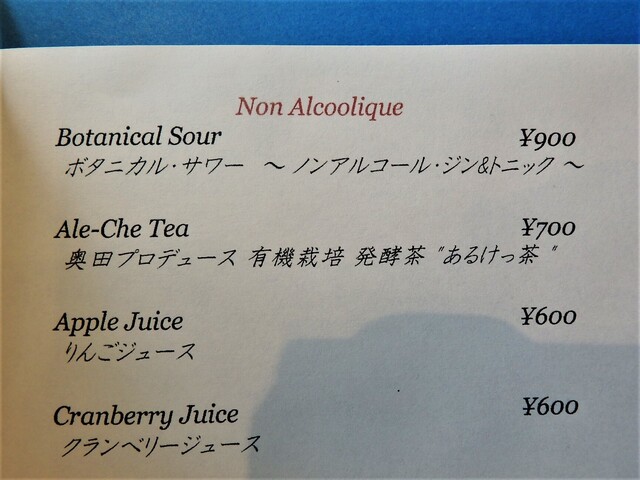 Non Alcoolique
Botanical Sour ¥900
ボタニカル・サワー 〜 ノンアルコール・ジン&トニック 〜
Ale-Che Tea ¥700
奥田プロデュース 有機栽培 発酵茶 "あるけっ茶 "
Apple Juice ¥600
りんごジュース
Cranberry Juice ¥600
クランベリージュース